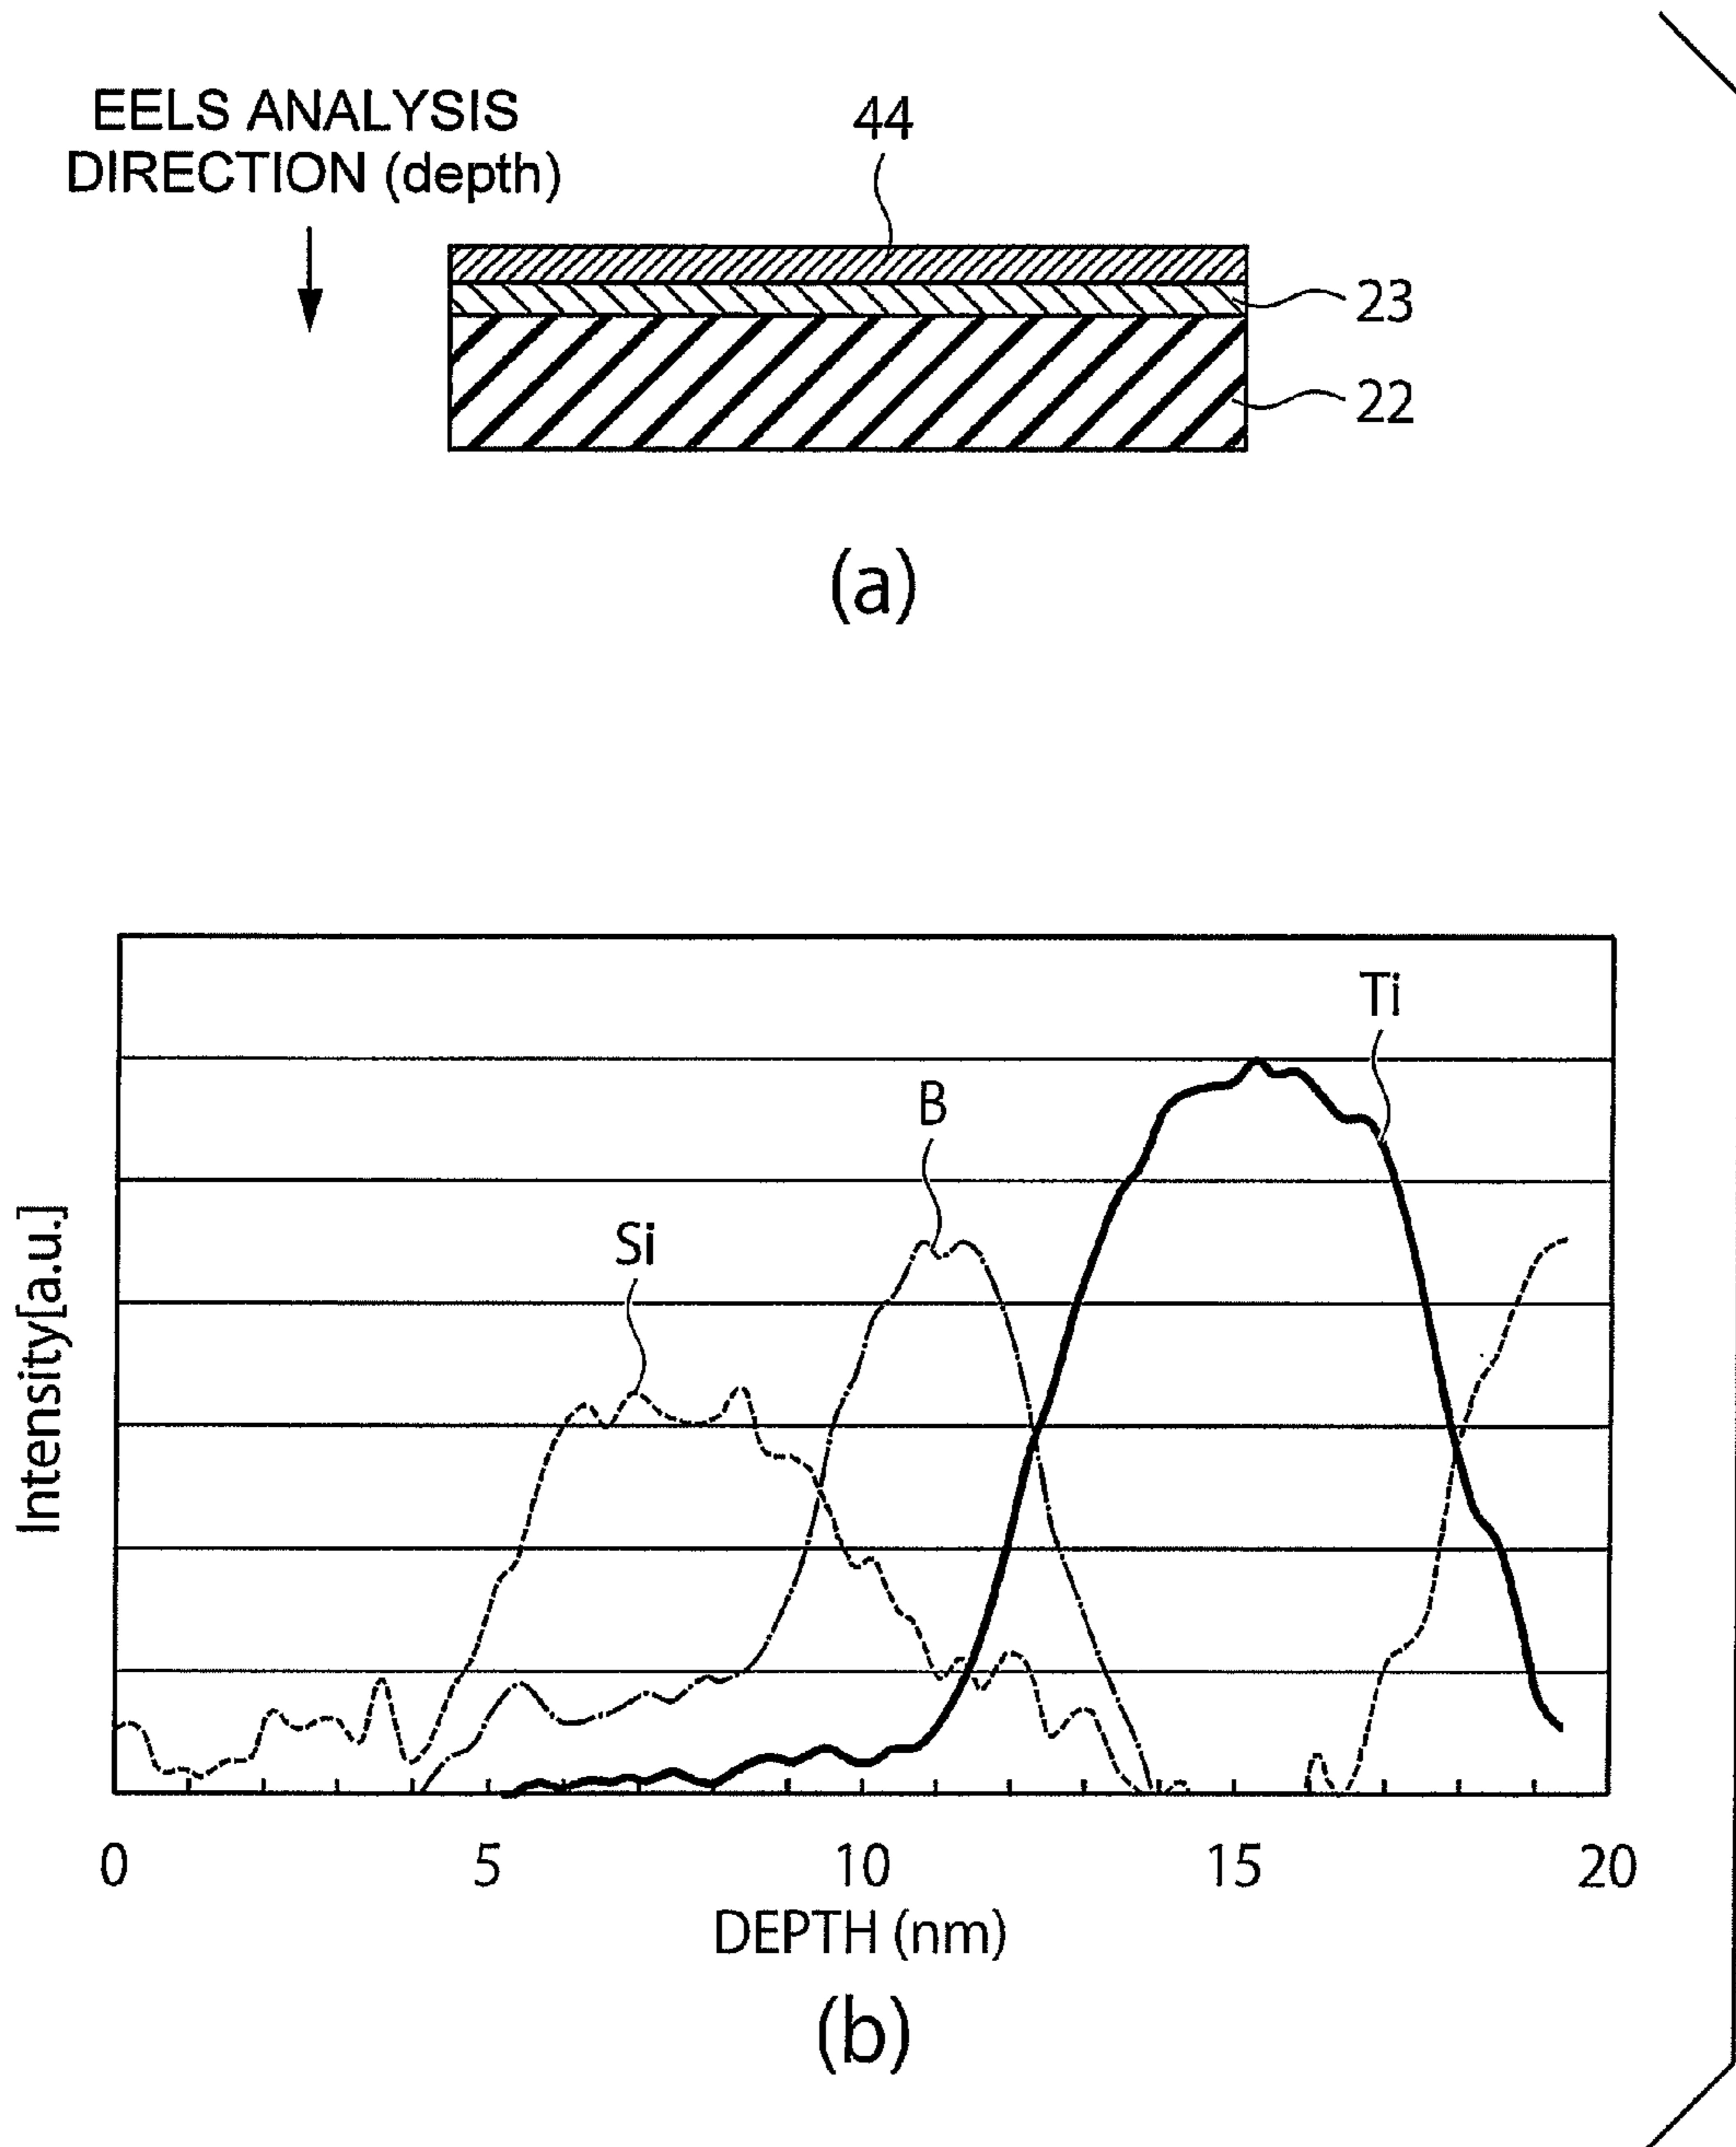 EELS ANALYSIS
DIRECTION (depth)
44
23
22
(a)
Ti
B
Si
Intensity[a.u.]
0 5 10 15 20
DEPTH (nm)
(b)